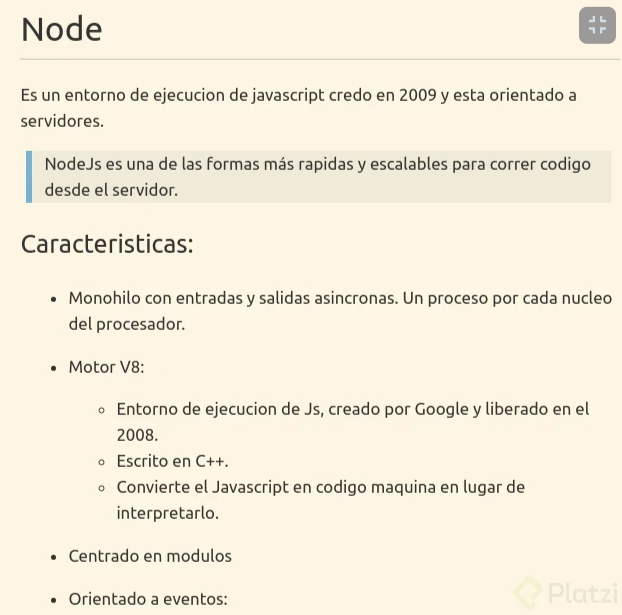 Node
Es un entorno de ejecucion de javascript credo en 2009 y esta orientado a
servidores.
NodeJs es una de las formas más rapidas y escalables para correr codigo
desde el servidor.
Caracteristicas:
Monohilo con entradas y salidas asincronas. Un proceso por cada nucleo
del procesador.
Motor V8:
Entorno de ejecucion de Js, creado por Google y liberado en el
2008.
Escrito en C++.
Convierte el Javascript en codigo maquina en lugar de
interpretarlo.
Centrado en modulos
Orientado a eventos:
Platzi